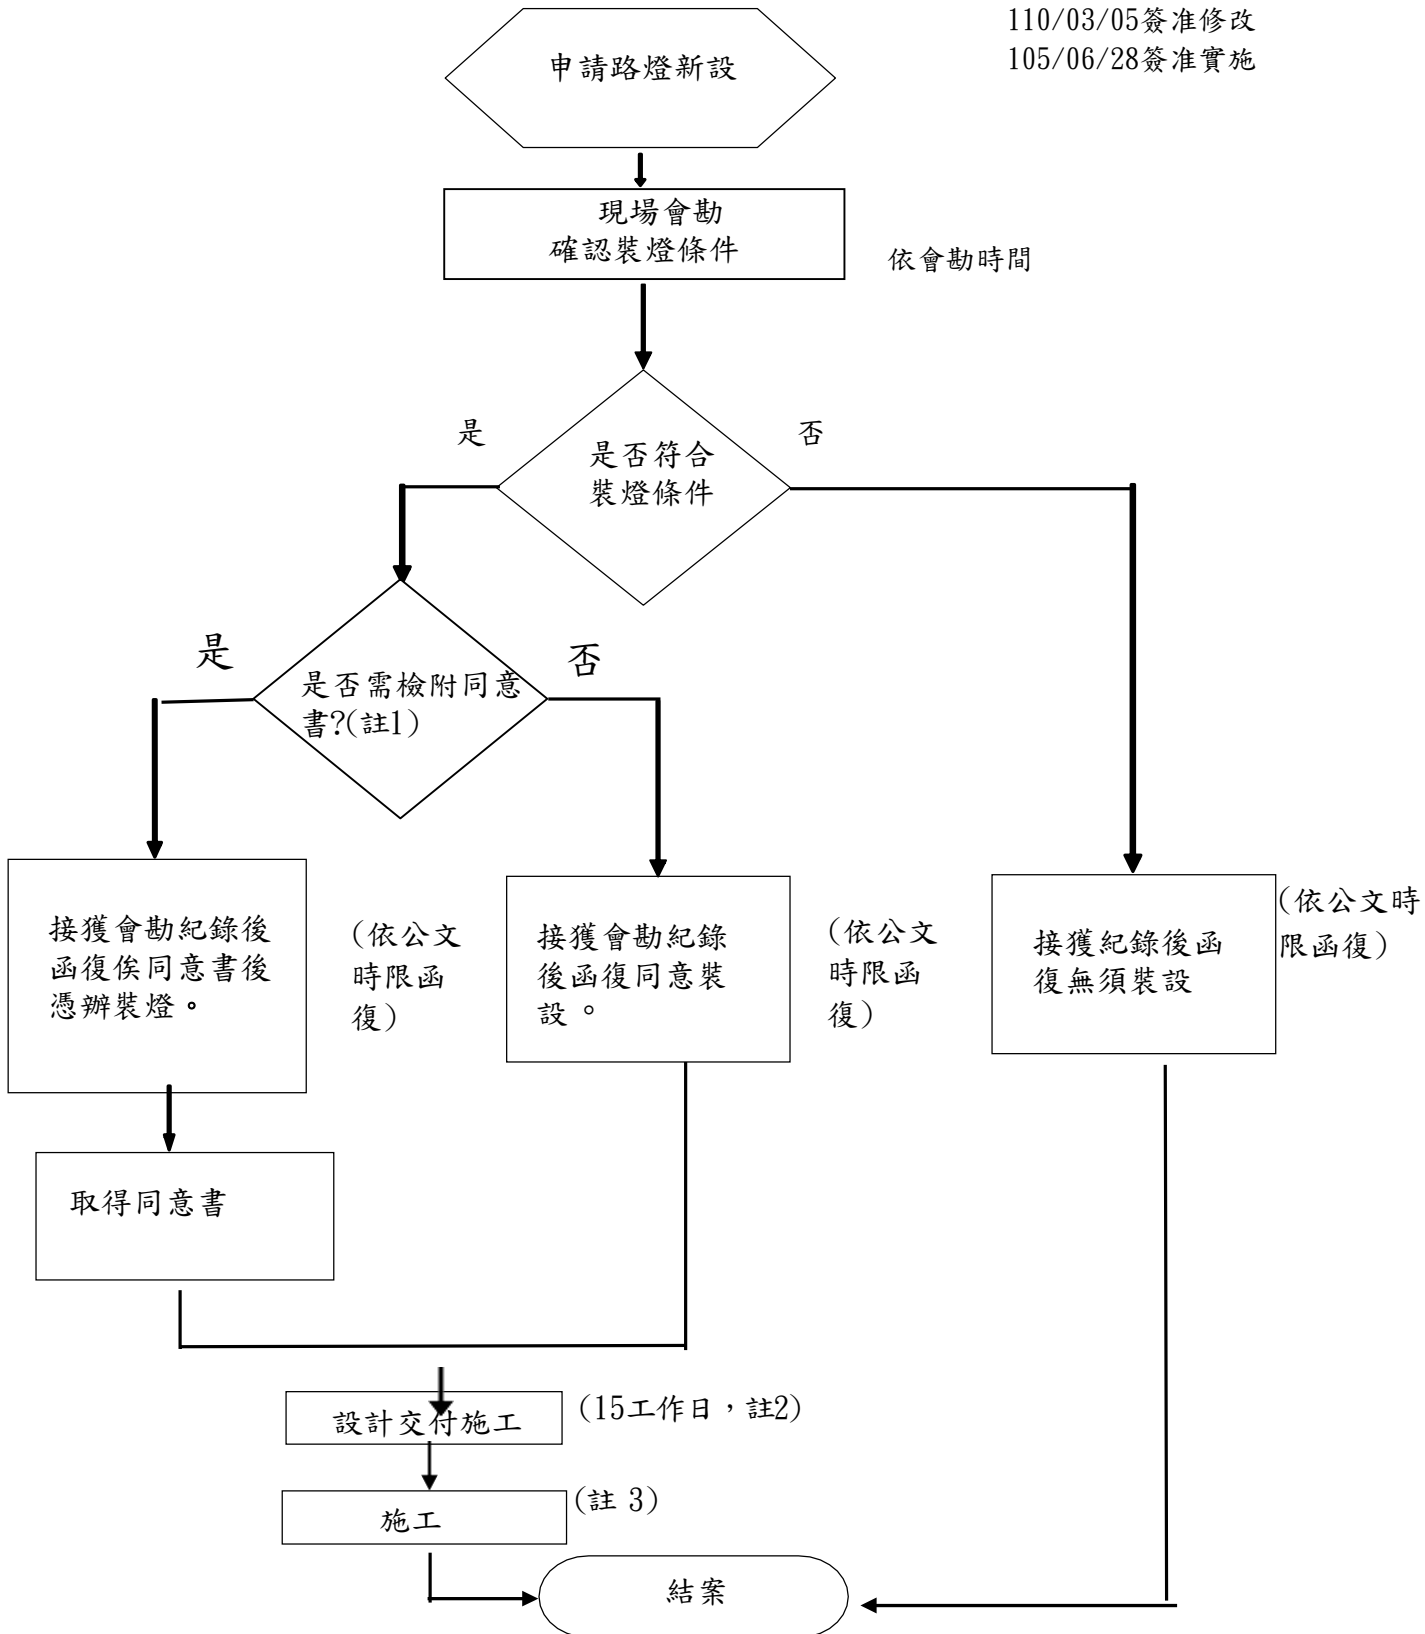 110/03/05簽准修改
105/06/28簽准實施
申請路燈新設
現場會勘
確認裝燈條件
依會勘時間
是
否
是否符合
裝燈條件
是
否
是否需檢附同意
書?(註1)
接獲會勘紀錄後
函復俟同意書後
憑辦裝燈。
(依公文
時限函
復)
接獲會勘紀錄
後函復同意裝
設。
(依公文
時限函
復)
接獲紀錄後函
復無須裝設
(依公文時
限函復)
取得同意書
設計交付施工
(15工作日，註2)
施工
(註 3)
結案